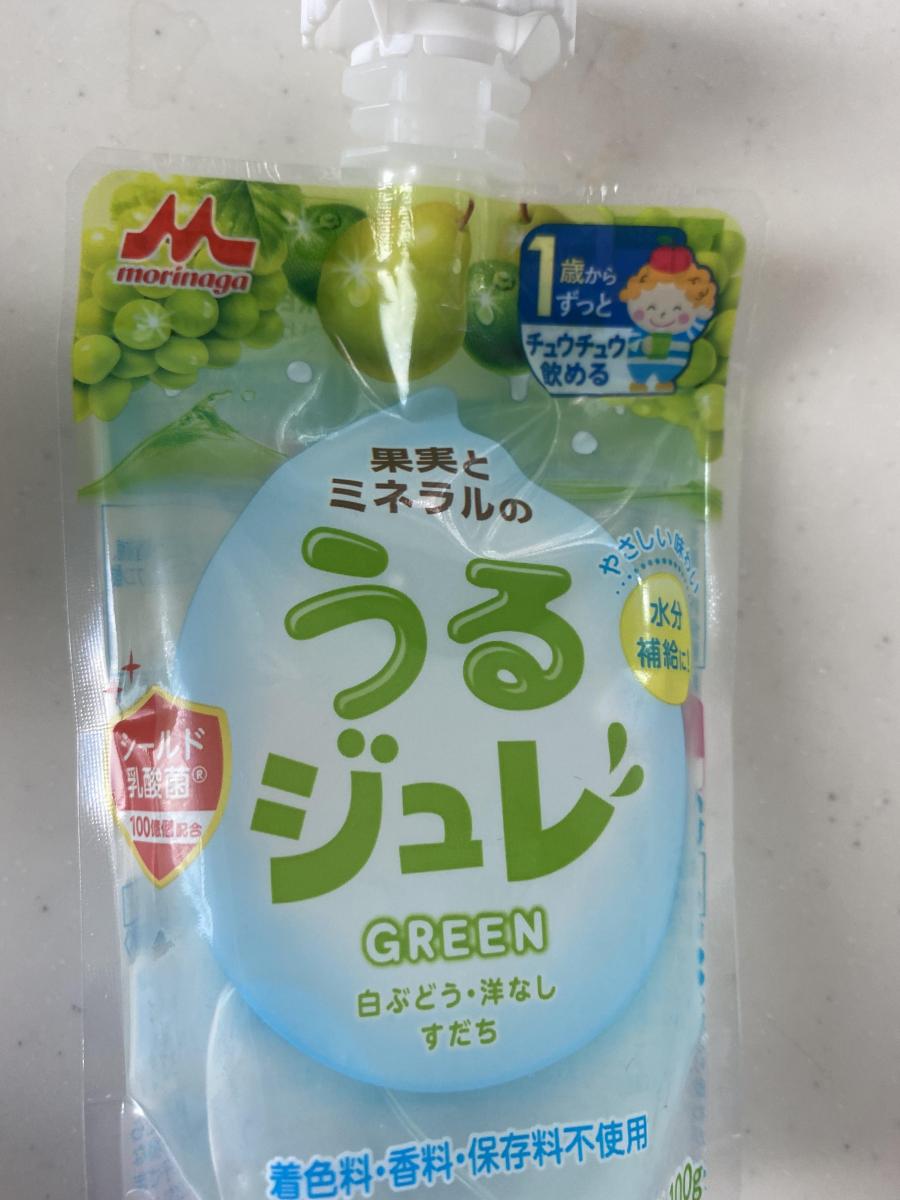 morinaga
1歳から
ずっと
チュウチュウ
飲める
果実と
ミネラルの
うる
ジュレ
やさしい味わい
水分
補給に!
シールド
乳酸菌®
100億個配合
GREEN
白ぶどう・洋なし
すだち
着色料・香料・保存料不使用
100g